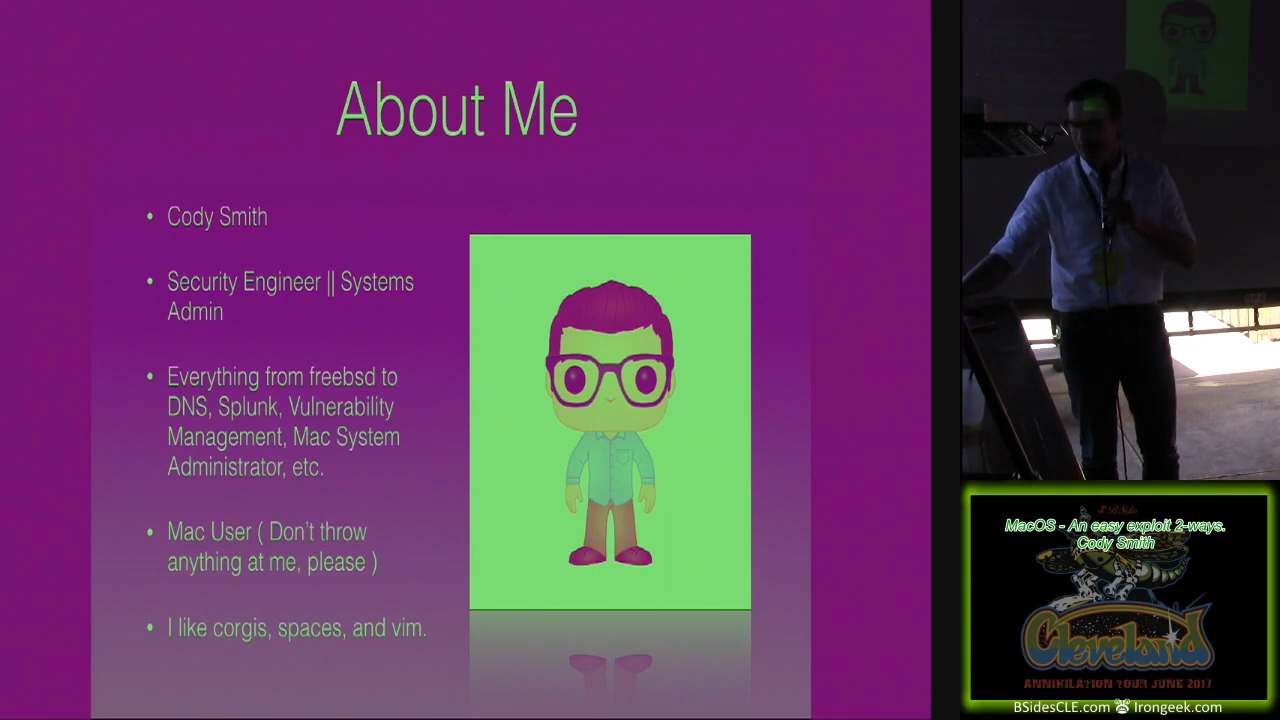 About Me
• Cody Smith
• Security Engineer || Systems
Admin
• Everything from freebsd to
DNS, Splunk, Vulnerability
Management, Mac System
Administrator, etc.
• Mac User ( Don't throw
anything at me, please )
• I like corgis, spaces, and vim.
BSides
MacOS - An easy exploit 2-ways.
Cody Smith
Cleveland
ANNIHILATION TOUR JUNE 2017
BSidesCLE.com Irongeek.com